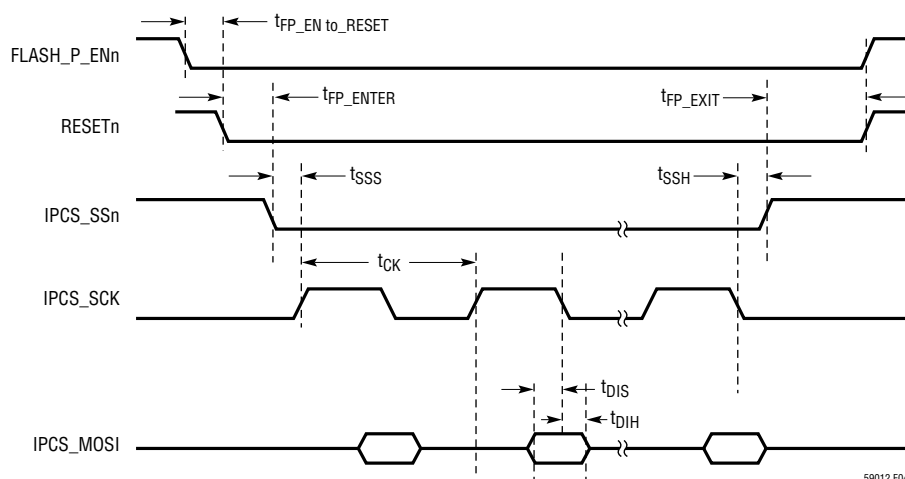 tFP_EN to_RESET
FLASH_P_ENn
tFP_ENTER
tFP_EXIT
RESETn
tSSS
tSSH
IPCS_SSn
tCK
IPCS_SCK
tDIS
tDIH
IPCS_MOSI